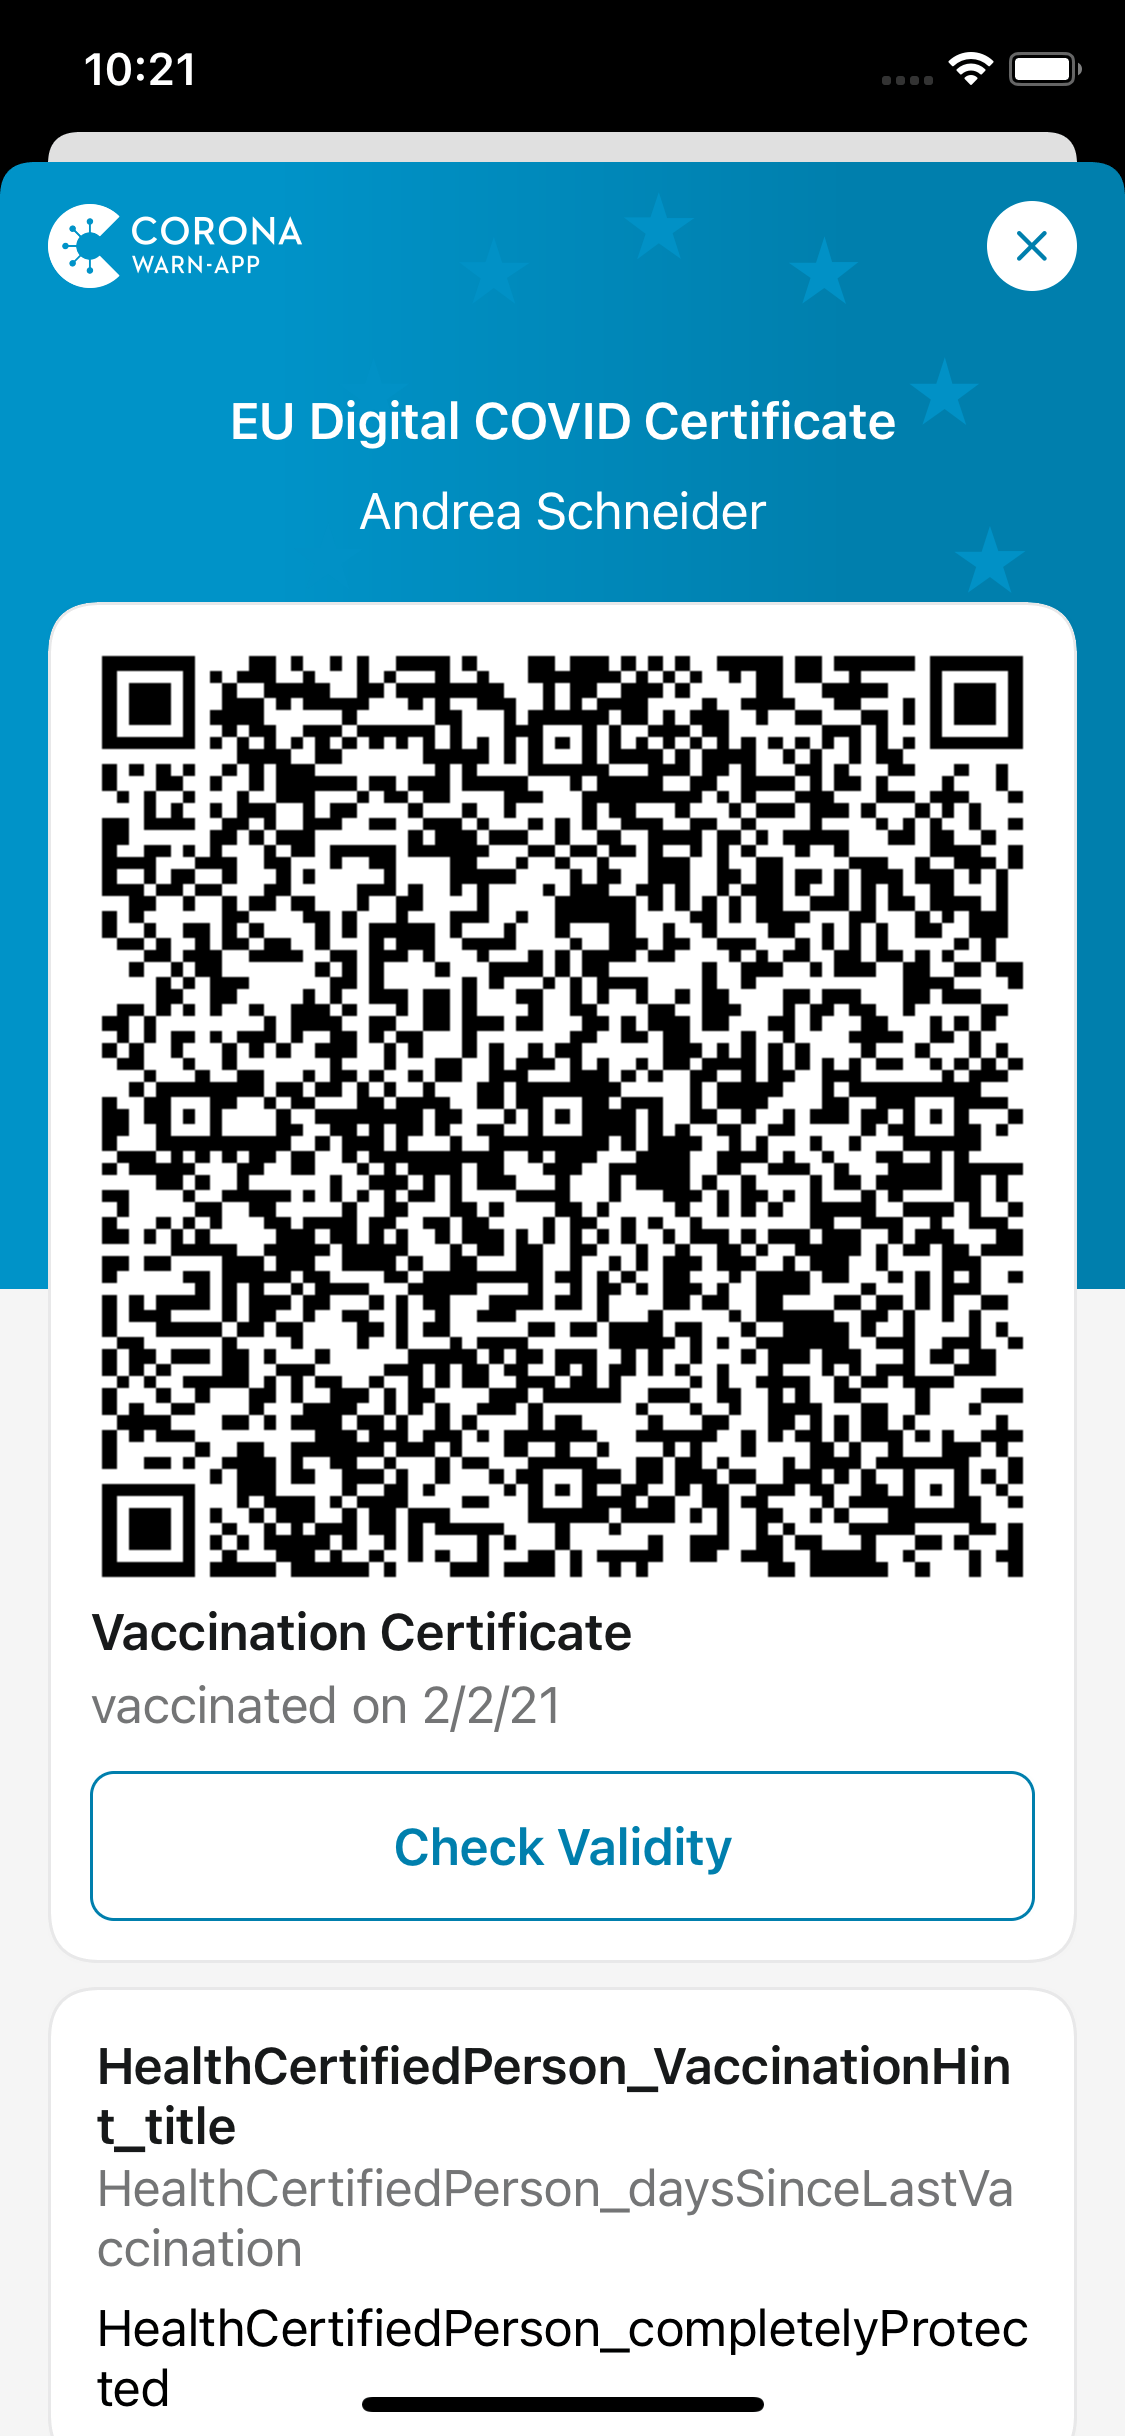 10:21
CORONA
WARN-APP
EU Digital COVID Certificate
Andrea Schneider
Vaccination Certificate
vaccinated on 2/2/21
Check Validity
HealthCertifiedPerson_VaccinationHin
t_title
HealthCertifiedPerson_daysSinceLastVa
ccination
HealthCertifiedPerson_completelyProtec
ted